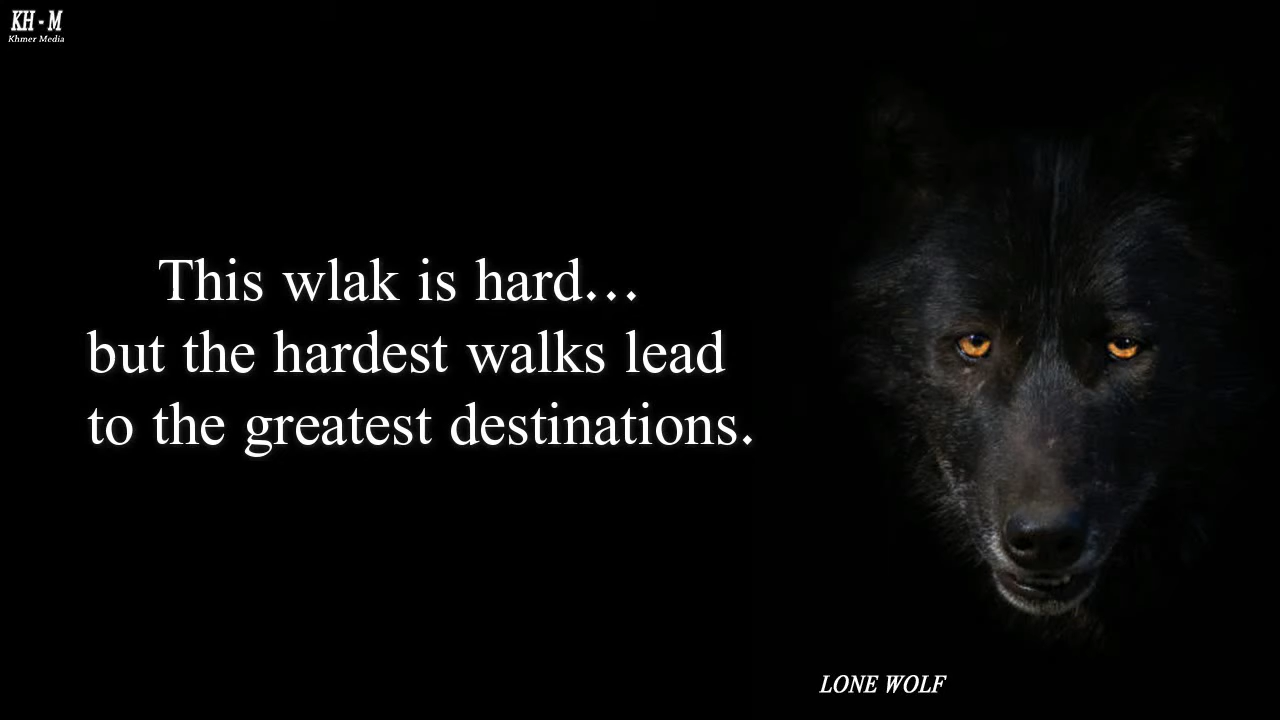 KH - M
Khmer Media
This wlak is hard...
but the hardest walks lead
to the greatest destinations.
LONE WOLF